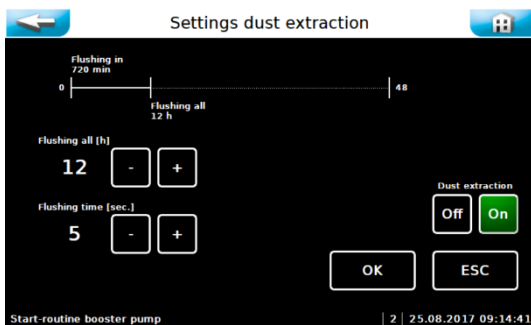 Settings dust extraction
Flushing in
720 min
0
48
Flushing all
12 h
Flushing all [h]
12
-
+
Flushing time [sec.]
5
-
+
Dust extraction
Off
On
OK
ESC
Start-routine booster pump
2
25.08.2017 09:14:41